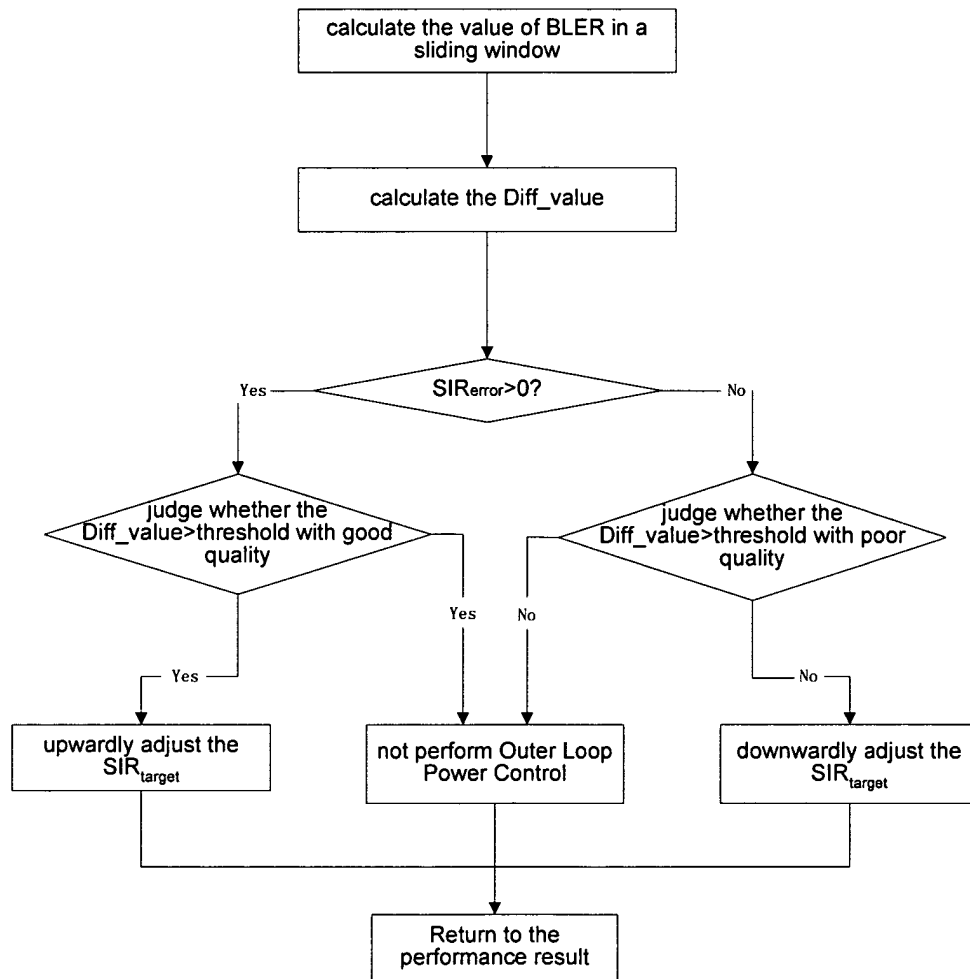 calculate the value of BLER in a
sliding window
calculate the Diff_value
SIRerror>0?
Yes
No
judge whether the
Diff_value>threshold with good
quality
judge whether the
Diff_value>threshold with poor
quality
Yes
No
Yes
No
upwardly adjust the
SIRtarget
not perform Outer Loop
Power Control
downwardly adjust the
SIRtarget
Return to the
performance result